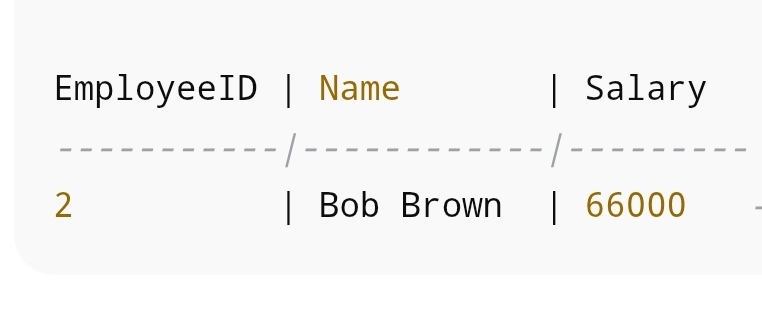 EmployeeID | Name       | Salary
-----------/------------/---------
2          | Bob Brown  | 66000   -